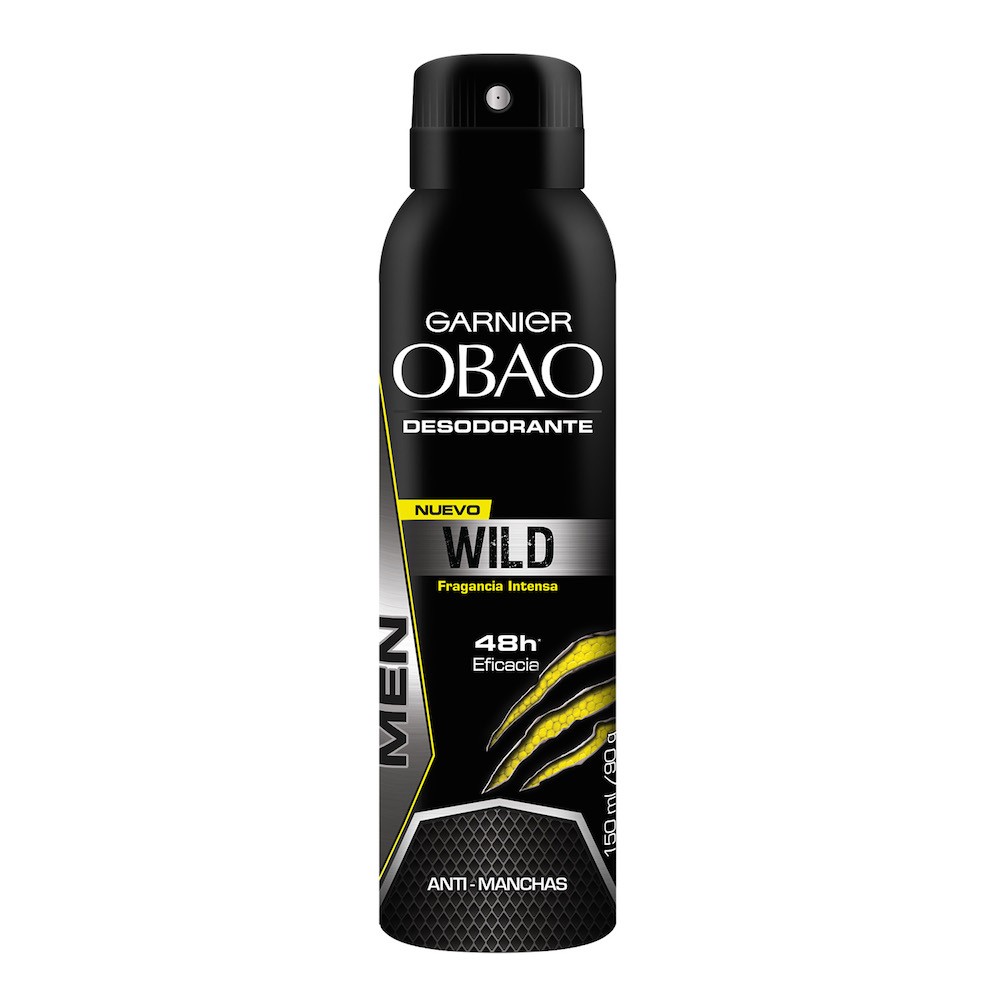 GARNIER
OBAO
DESODORANTE
NUEVO
WILD
Fragancia Intensa
48h*
Eficacia
MEN
150 ml / 90 g
ANTI-MANCHAS